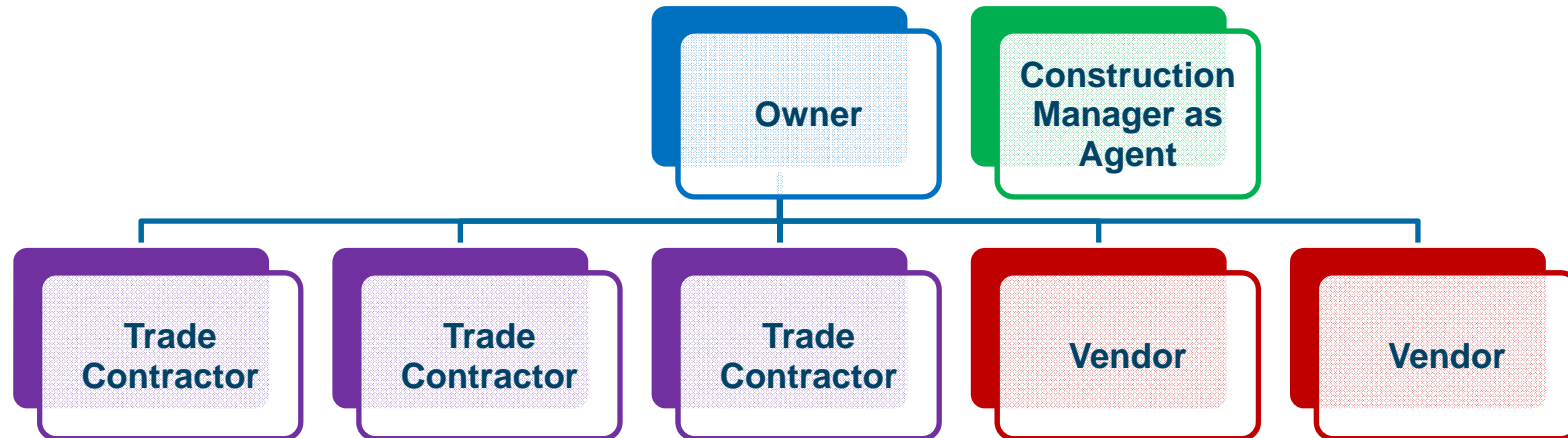 Owner
Construction
Manager as
Agent
Trade
Contractor
Trade
Contractor
Trade
Contractor
Vendor
Vendor